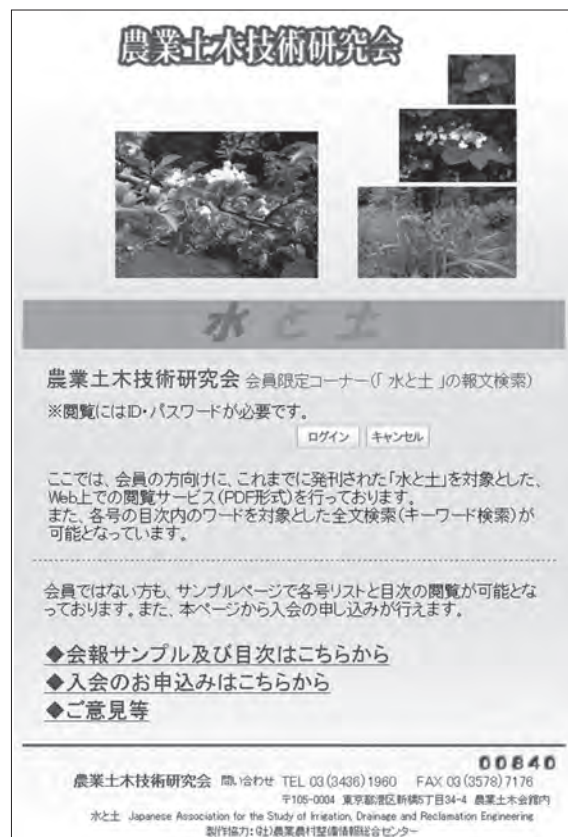 農業土木技術研究会
水と土
農業土木技術研究会 会員限定コーナー(「水と土」の報文検索)
※閲覧にはID・パスワードが必要です。
ログイン キャンセル
ここでは、会員の方向けに、これまでに発刊された「水と土」を対象とした、
Web上での閲覧サービス(PDF形式)を行っております。
また、各号の目次内のワードを対象とした全文検索(キーワード検索)が
可能となっています。
会員ではない方も、サンプルページで各号リストと目次の閲覧が可能とな
っております。また、本ページから入会の申し込みが行えます。
◆会報サンプル及び目次はこちらから
◆入会のお申込みはこちらから
◆ご意見等
00840
農業土木技術研究会 問い合わせ TEL 03(3436)1960 FAX 03(3578)7176
〒105-0004 東京都港区新橋5丁目34-4 農業土木会館内
水と土 Japanese Association for the Study of Irrigation, Drainage and Reclamation Engineering
製作協力:(社)農業農村整備情報総合センター